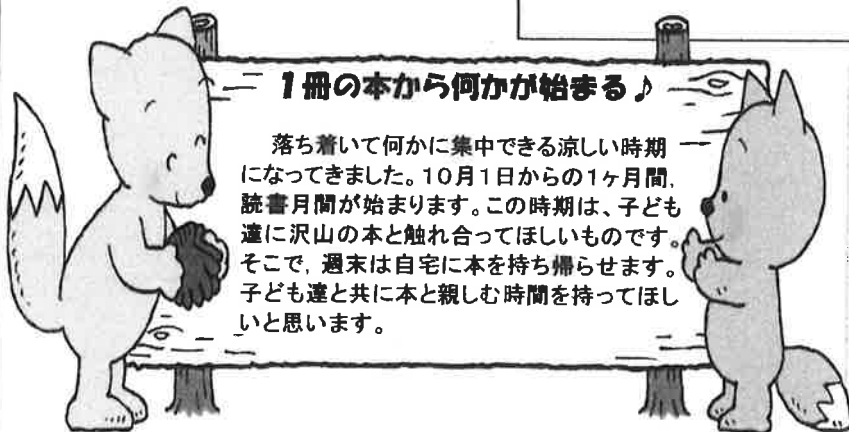 1冊の本から何かが始まる♪
落ち着いて何かに集中できる涼しい時期
になってきました。10月1日からの1ヶ月間,
読書月間が始まります。この時期は、子ども
達に沢山の本と触れ合ってほしいものです。
そこで, 週末は自宅に本を持ち帰らせます。
子ども達と共に本と親しむ時間を持ってほし
いと思います。